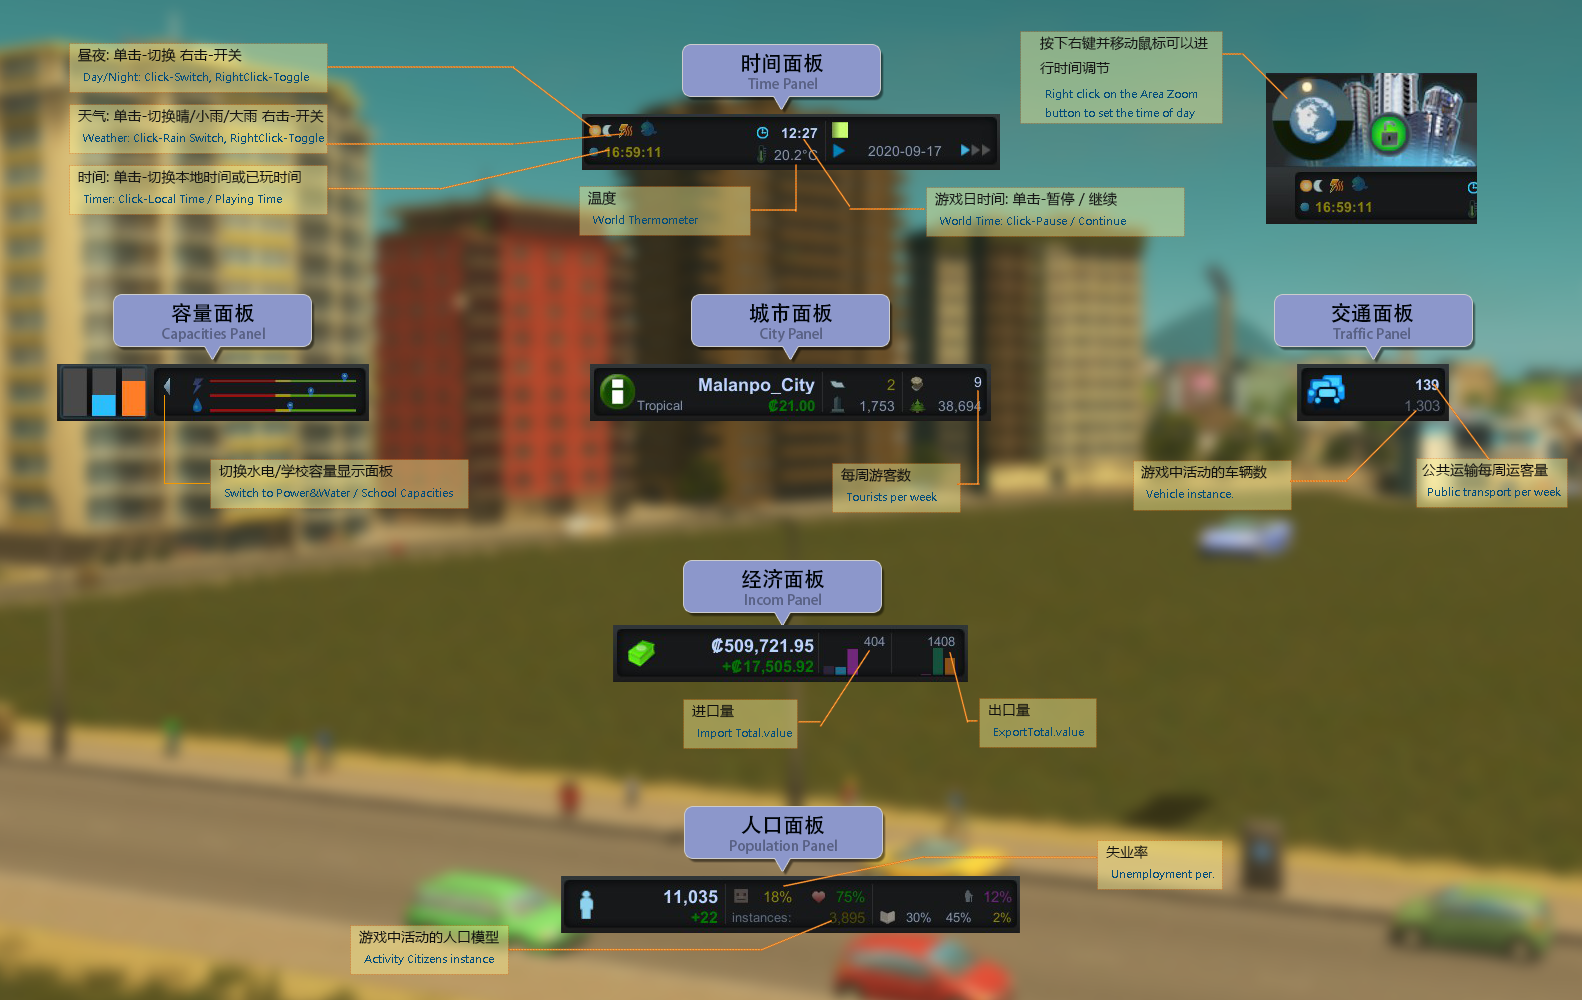 昼夜: 单击-切换 右击-开关
Day/Night: Click-Switch, RightClick-Toggle
天气: 单击-切换晴/小雨/大雨 右击-开关
Weather: Click-Rain Switch, RightClick-Toggle
时间: 单击-切换本地时间或已玩时间
Timer: Click-Local Time / Playing Time
时间面板
Time Panel
12:27
16:59:11
20.2°C
2020-09-17
温度
World Thermometer
游戏日时间: 单击-暂停 / 继续
World Time: Click-Pause / Continue
按下右键并移动鼠标可以进
行时间调节
Right click on the Area Zoom
button to set the time of day
16:59:11
容量面板
Capacities Panel
切换水电/学校容量显示面板
Switch to Power&Water / School Capacities
城市面板
City Panel
Malanpo_City
2
9
Tropical
₡21.00
1,753
38,694
每周游客数
Tourists per week
交通面板
Traffic Panel
139
1,303
游戏中活动的车辆数
Vehicle instance.
公共运输每周运客量
Public transport per week
经济面板
Incom Panel
₡509,721.95
404
1408
+₡17,505.92
进口量
Import Total.value
出口量
ExportTotal.value
人口面板
Population Panel
11,035
18%
75%
12%
+22
instances:
3,895
30%
45%
2%
失业率
Unemployment per.
游戏中活动的人口模型
Activity Citizens instance